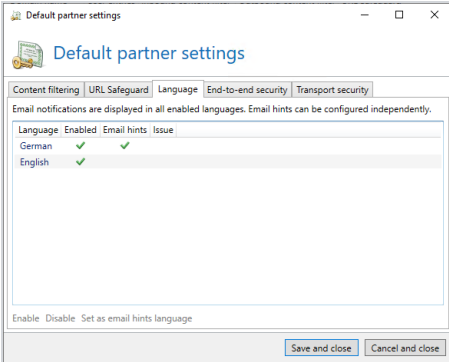 Default partner settings
Default partner settings
Content filtering URL Safeguard Language End-to-end security Transport security
Email notifications are displayed in all enabled languages. Email hints can be configured independently.
Language Enabled Email hints Issue
German
English
Enable Disable Set as email hints language
Save and close Cancel and close